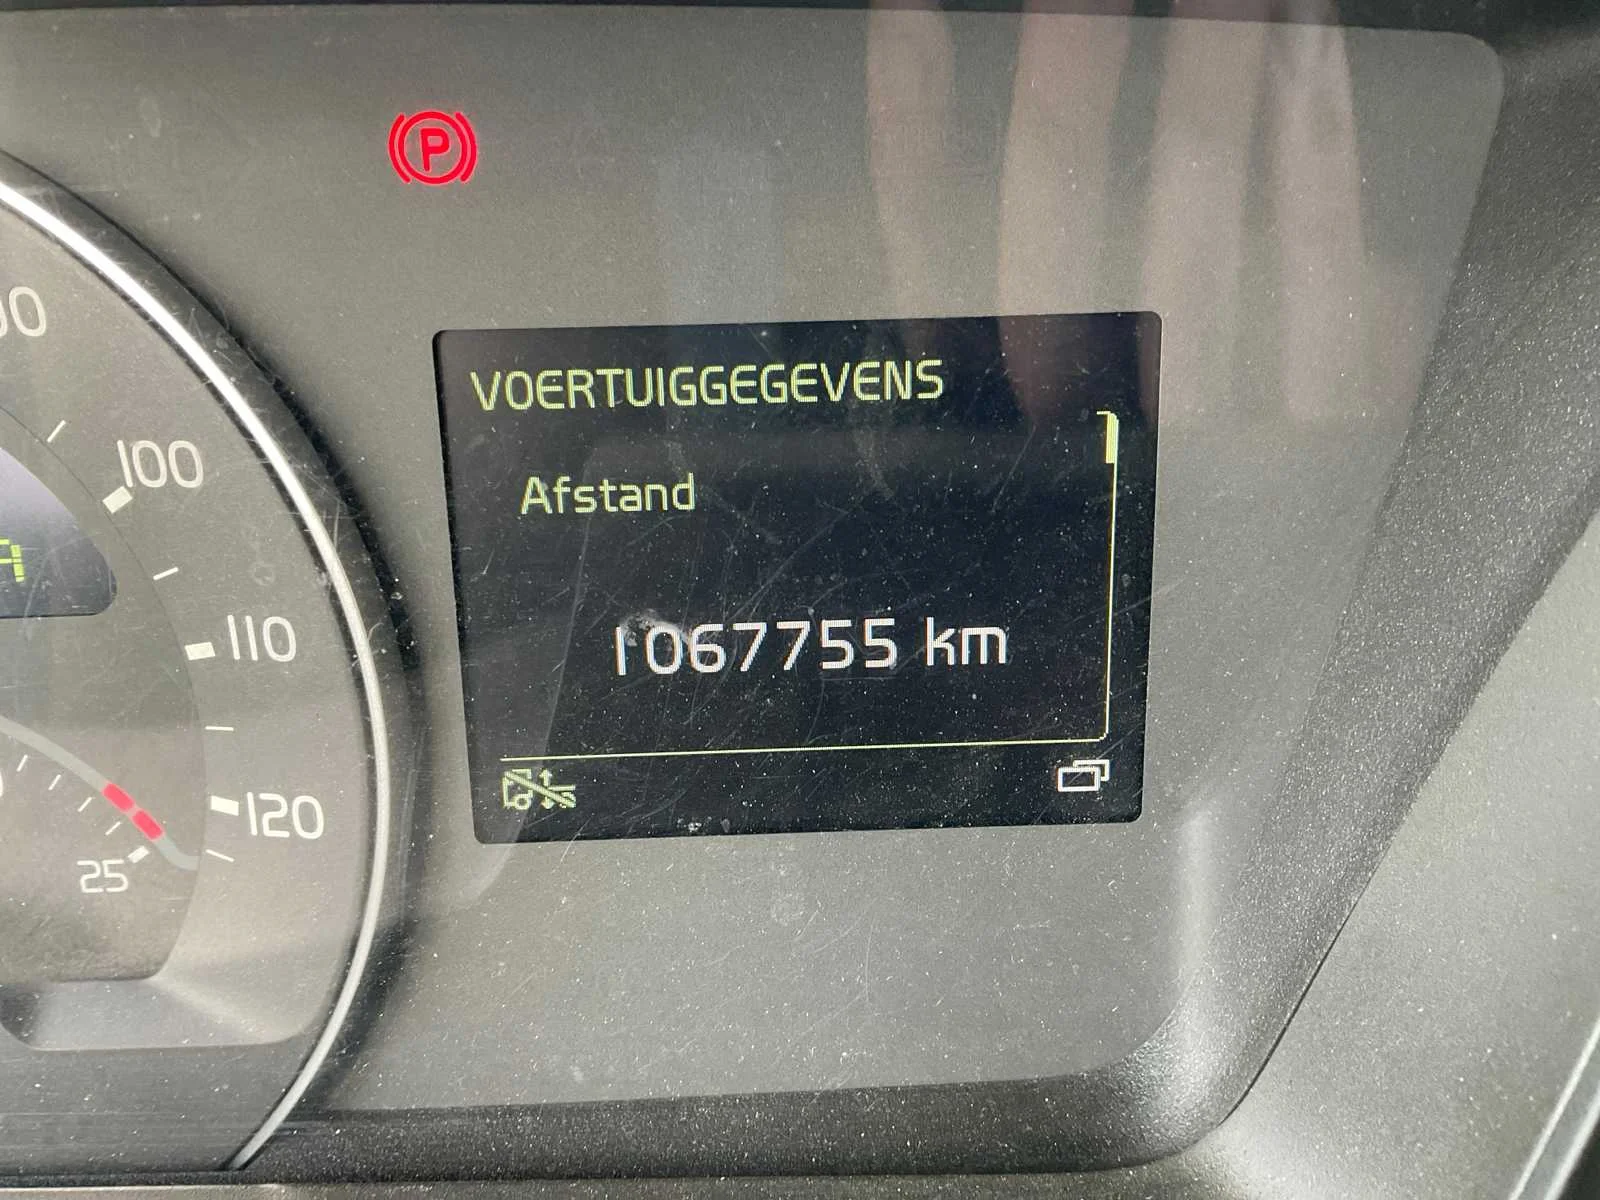 P
VOERTUIGGEGEVENS
Afstand
1067755 km
100
110
120
25